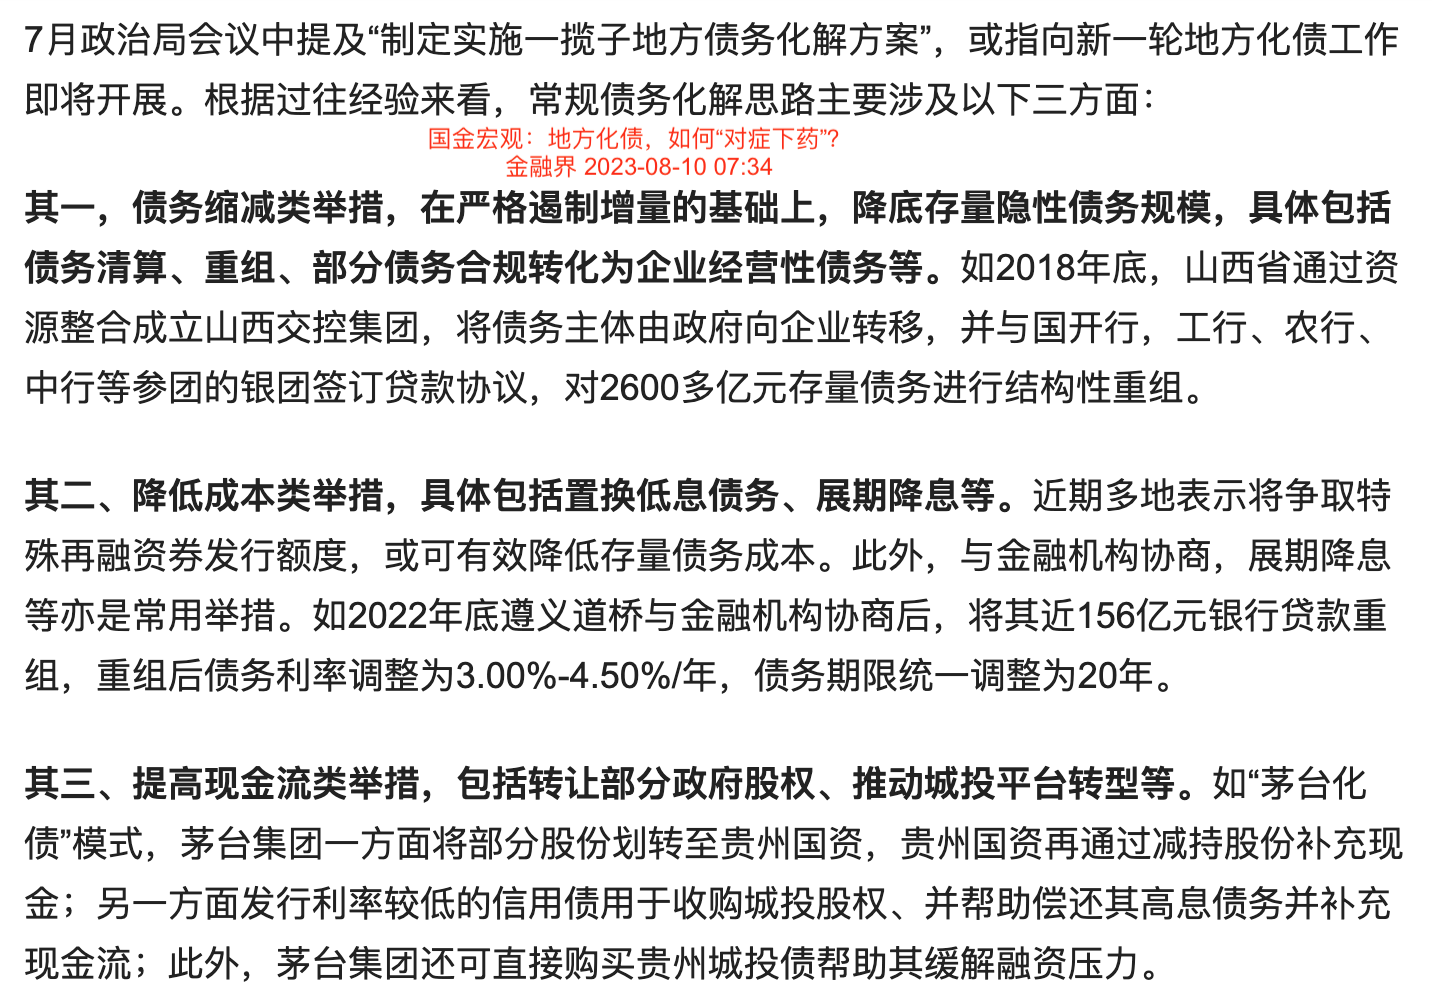 7月政治局会议中提及“制定实施一揽子地方债务化解方案”，或指向新一轮地方化债工作
即将开展。根据过往经验来看，常规债务化解思路主要涉及以下三方面：
国金宏观：地方化债，如何“对症下药”？
金融界 2023-08-10 07:34
其一，债务缩减类举措，在严格遏制增量的基础上，降底存量隐性债务规模，具体包括
债务清算、重组、部分债务合规转化为企业经营性债务等。如2018年底，山西省通过资
源整合成立山西交控集团，将债务主体由政府向企业转移，并与国开行，工行、农行、
中行等参团的银团签订贷款协议，对2600多亿元存量债务进行结构性重组。
其二、降低成本类举措，具体包括置换低息债务、展期降息等。近期多地表示将争取特
殊再融资券发行额度，或可有效降低存量债务成本。此外，与金融机构协商，展期降息
等亦是常用举措。如2022年底遵义道桥与金融机构协商后，将其近156亿元银行贷款重
组，重组后债务利率调整为3.00%-4.50%/年，债务期限统一调整为20年。
其三、提高现金流类举措，包括转让部分政府股权、推动城投平台转型等。如“茅台化
债”模式，茅台集团一方面将部分股份划转至贵州国资，贵州国资再通过减持股份补充现
金；另一方面发行利率较低的信用债用于收购城投股权、并帮助偿还其高息债务并补充
现金流；此外，茅台集团还可直接购买贵州城投债帮助其缓解融资压力。